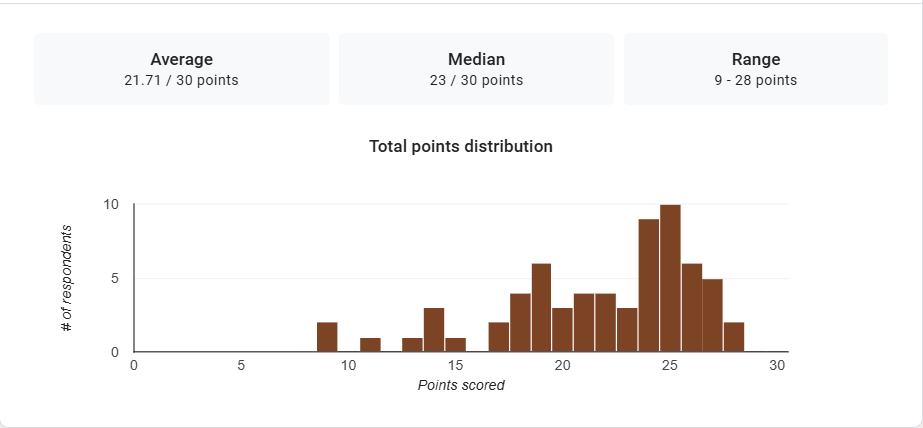 Average
21.71 / 30 points
Median
23 / 30 points
Range
9 - 28 points
Total points distribution
# of respondents
10
5
0
0
5
10
15
20
25
30
Points scored